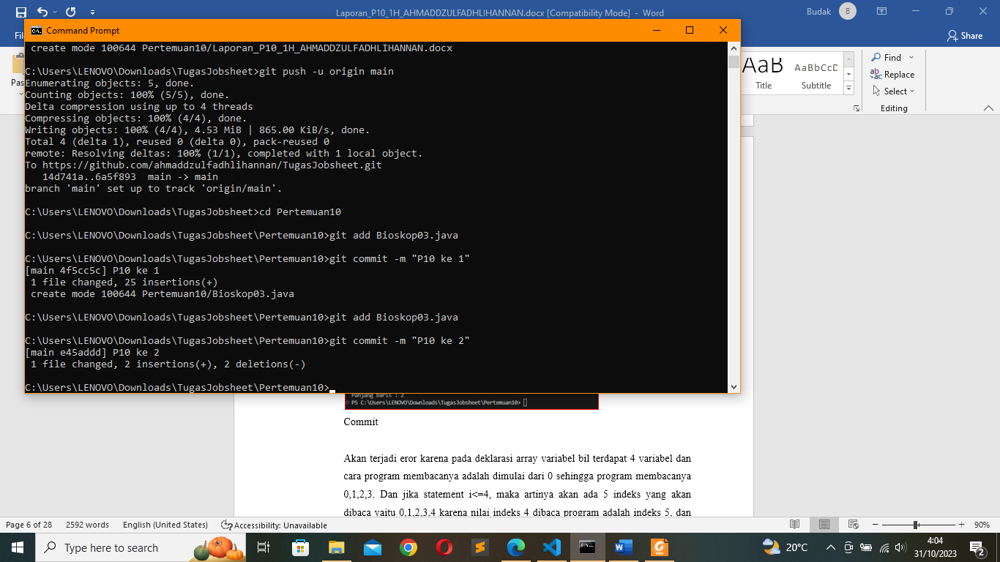 Laporan_P10_1H_AHMADDZULFADHLIHANNAN.docx [Compatibility Mode] - Word
Budak
B
Share
Command Prompt
create mode 100644 Pertemuan10/Laporan_P10_1H_AHMADDZULFADHLIHANNAN.docx
C:\Users\LENOVO\Downloads\TugasJobsheet>git push -u origin main
Enumerating objects: 5, done.
Counting objects: 100% (5/5), done.
Delta compression using up to 4 threads
Compressing objects: 100% (4/4), done.
Writing objects: 100% (4/4), 4.53 MiB | 865.00 KiB/s, done.
Total 4 (delta 1), reused 0 (delta 0), pack-reused 0
remote: Resolving deltas: 100% (1/1), completed with 1 local object.
To https://github.com/ahmaddzulfadhlihannan/TugasJobsheet.git
14d741a..6a5f893 main -> main
branch 'main' set up to track 'origin/main'.
C:\Users\LENOVO\Downloads\TugasJobsheet>cd Pertemuan10
C:\Users\LENOVO\Downloads\TugasJobsheet\Pertemuan10>git add Bioskop03.java
C:\Users\LENOVO\Downloads\TugasJobsheet\Pertemuan10>git commit -m "P10 ke 1"
[main 4f5cc5c] P10 ke 1
1 file changed, 25 insertions(+)
create mode 100644 Pertemuan10/Bioskop03.java
C:\Users\LENOVO\Downloads\TugasJobsheet\Pertemuan10>git add Bioskop03.java
C:\Users\LENOVO\Downloads\TugasJobsheet\Pertemuan10>git commit -m "P10 ke 2"
[main e45addd] P10 ke 2
1 file changed, 2 insertions(+), 2 deletions(-)
C:\Users\LENOVO\Downloads\TugasJobsheet\Pertemuan10>
AaB
AaBbCcD
Title
Subtitle
Find
Replace
Select
Editing
Panjang baris : 2
PS C:\Users\LENOVO\Downloads\TugasJobsheet\Pertemuan10>
Commit
Akan terjadi eror karena pada deklarasi array variabel bil terdapat 4 variabel dan
cara program membacanya adalah dimulai dari 0 sehingga program membacanya
0,1,2,3. Dan jika statement i<=4, maka artinya akan ada 5 indeks yang akan
dibaca yaitu 0,1,2,3,4 karena nilai indeks 4 dibaca program adalah indeks 5, dan
Page 6 of 28
2592 words
English (United States)
Accessibility: Unavailable
90%
Type here to search
20°C
4:04
31/10/2023
2